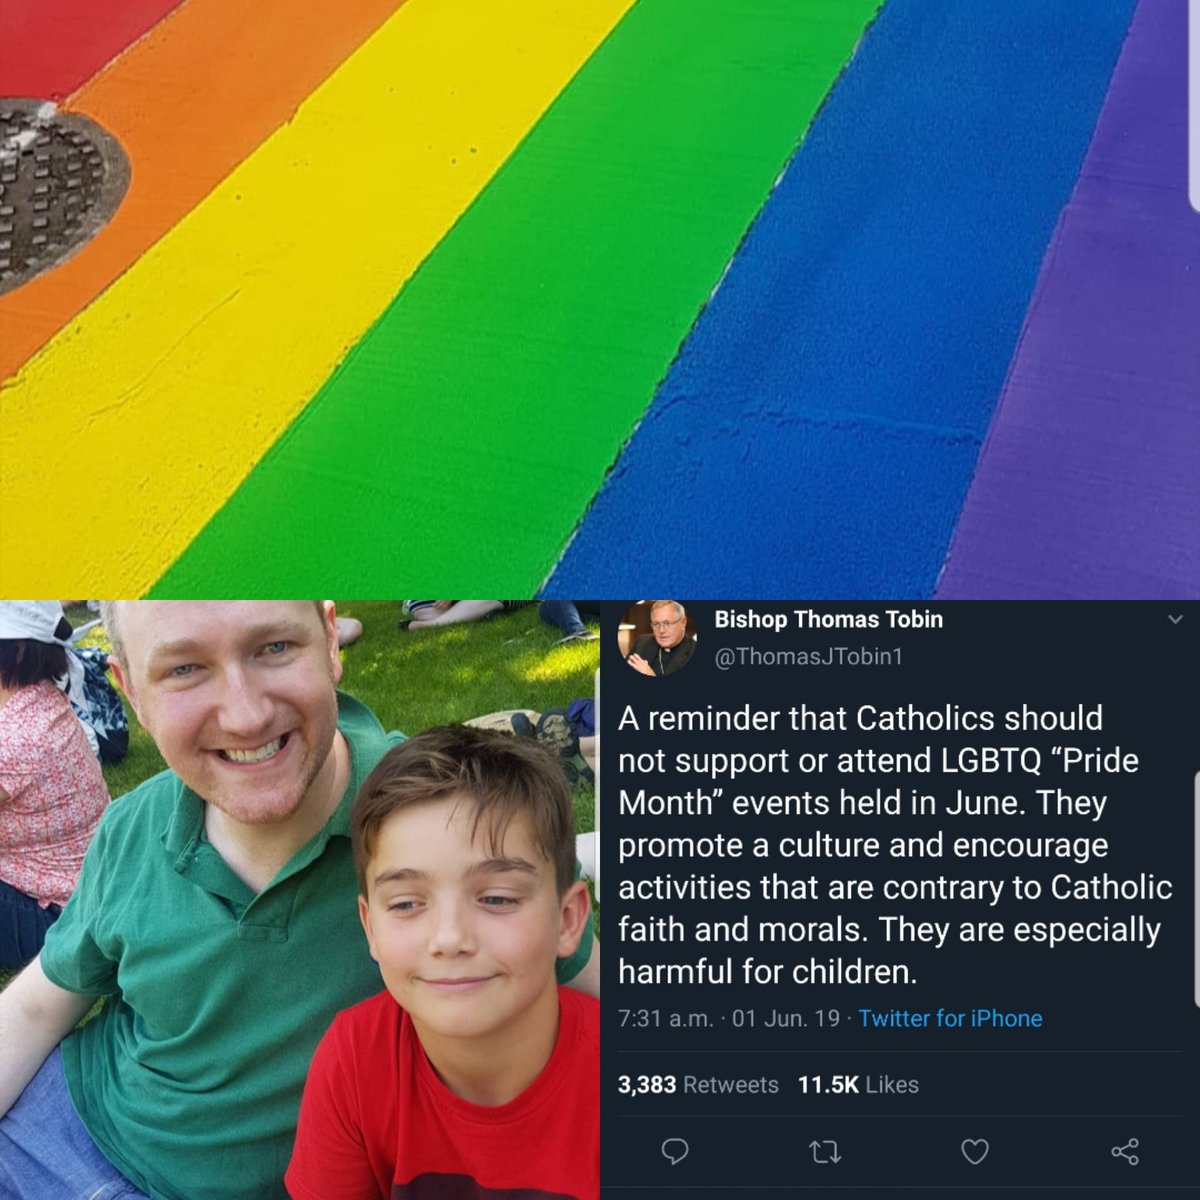 Bishop Thomas Tobin
@ThomasJTobin1
A reminder that Catholics should
not support or attend LGBTQ “Pride
Month” events held in June. They
promote a culture and encourage
activities that are contrary to Catholic
faith and morals. They are especially
harmful for children.
7:31 a.m. · 01 Jun. 19 · Twitter for iPhone
3,383 Retweets 11.5K Likes